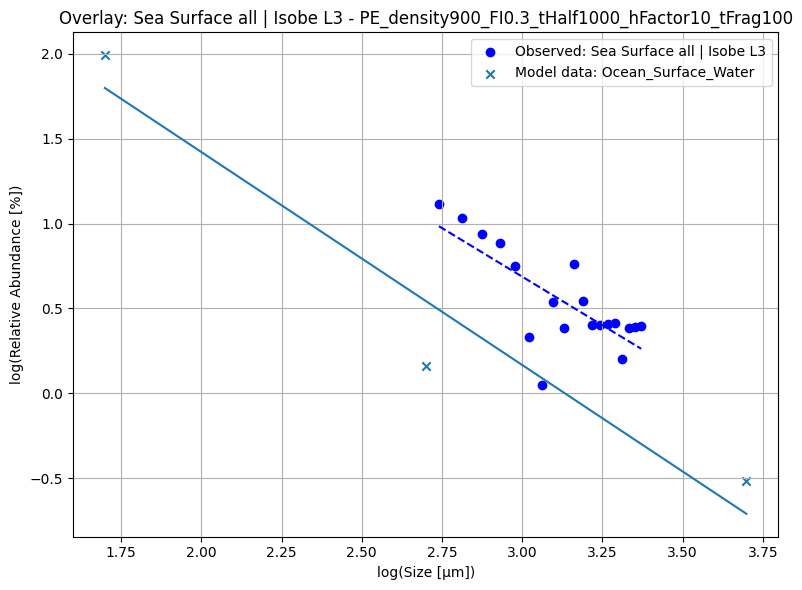 Overlay: Sea Surface all | Isobe L3 - PE_density900_FI0.3_tHalf1000_hFactor10_tFrag100
Observed: Sea Surface all | Isobe L3
Model data: Ocean_Surface_Water
log(Relative Abundance [%])
2.0
1.5
1.0
0.5
0.0
−0.5
1.75 2.00 2.25 2.50 2.75 3.00 3.25 3.50 3.75
log(Size [μm])